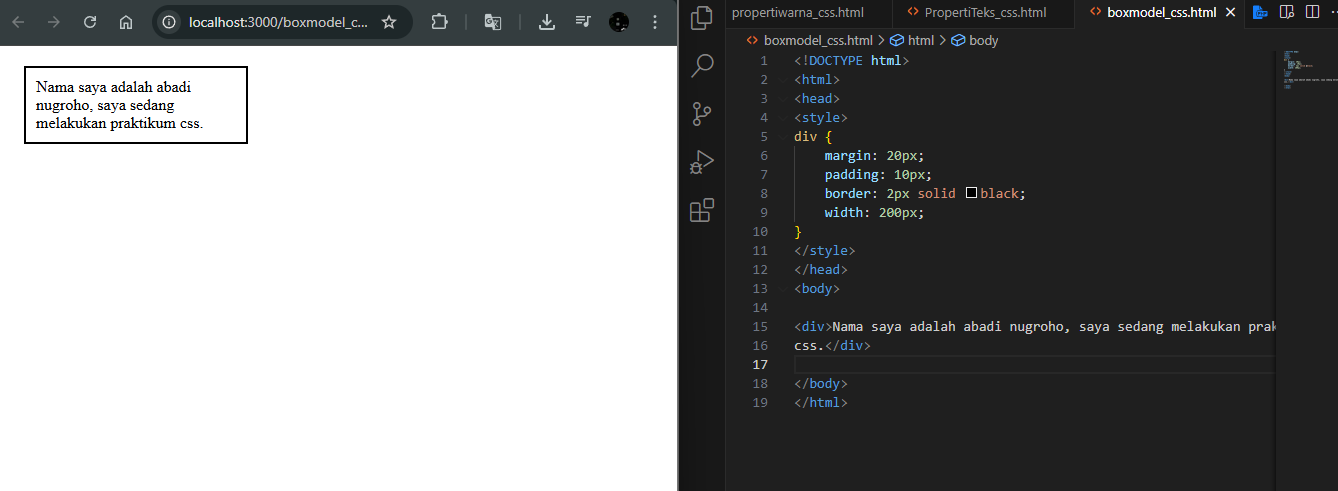 localhost:3000/boxmodel_c...
Nama saya adalah abadi
nugroho, saya sedang
melakukan praktikum css.
propertiwarna_css.html
PropertiTeks_css.html
boxmodel_css.html
boxmodel_css.html > html > body
1 <!DOCTYPE html>
2 <html>
3 <head>
4 <style>
5 div {
6 margin: 20px;
7 padding: 10px;
8 border: 2px solid black;
9 width: 200px;
10 }
11 </style>
12 </head>
13 <body>
14
15 <div>Nama saya adalah abadi nugroho, saya sedang melakukan prak
16 css.</div>
17
18 </body>
19 </html>